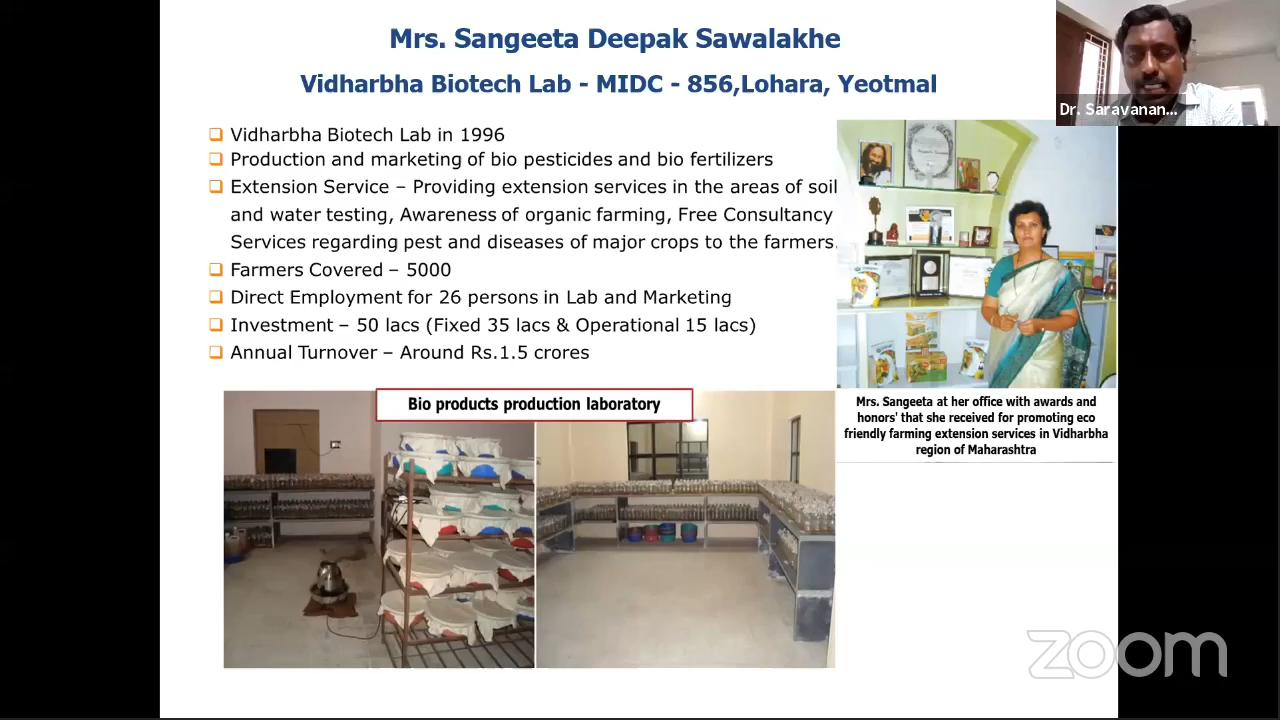 Mrs. Sangeeta Deepak Sawalakhe
Vidharbha Biotech Lab - MIDC - 856,Lohara, Yeotmal
Dr. Saravanan...
Vidharbha Biotech Lab in 1996
Production and marketing of bio pesticides and bio fertilizers
Extension Service – Providing extension services in the areas of soil
and water testing, Awareness of organic farming, Free Consultancy
Services regarding pest and diseases of major crops to the farmers.
Farmers Covered – 5000
Direct Employment for 26 persons in Lab and Marketing
Investment – 50 lacs (Fixed 35 lacs & Operational 15 lacs)
Annual Turnover – Around Rs.1.5 crores
Bio products production laboratory
Mrs. Sangeeta at her office with awards and
honors' that she received for promoting eco
friendly farming extension services in Vidharbha
region of Maharashtra
zoom